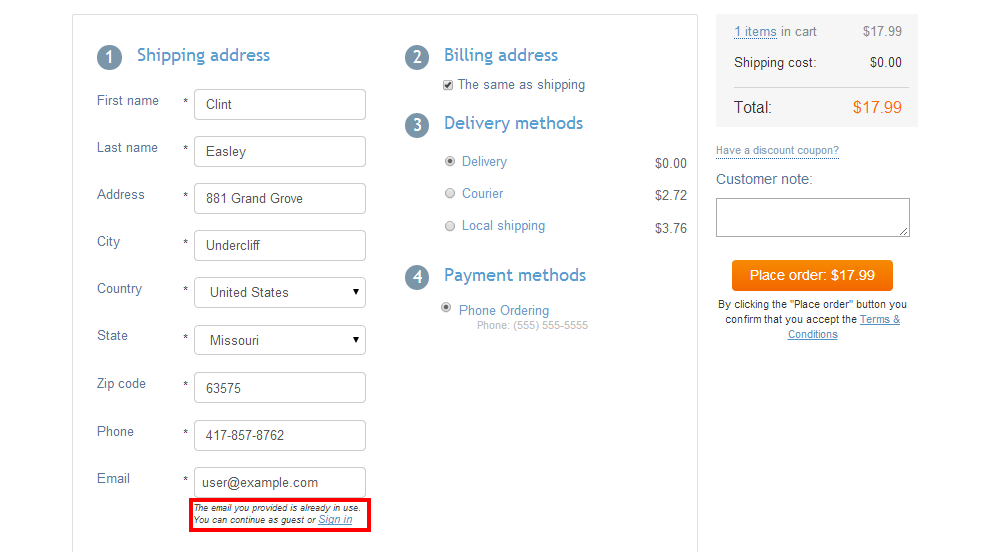 1 Shipping address
First name * Clint
Last name * Easley
Address * 881 Grand Grove
City * Undercliff
Country * United States
State * Missouri
Zip code * 63575
Phone * 417-857-8762
Email * user@example.com
The email you provided is already in use.
You can continue as guest or Sign in
2 Billing address
The same as shipping
3 Delivery methods
Delivery $0.00
Courier $2.72
Local shipping $3.76
4 Payment methods
Phone Ordering
Phone: (555) 555-5555
1 items in cart $17.99
Shipping cost: $0.00
Total: $17.99
Have a discount coupon?
Customer note:
Place order: $17.99
By clicking the "Place order" button you
confirm that you accept the Terms &
Conditions